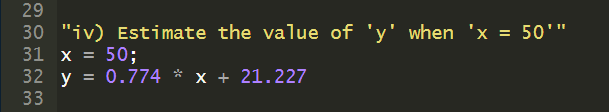 29
30 "iv) Estimate the value of 'y' when 'x = 50'"
31 x = 50;
32 y = 0.774 * x + 21.227
33